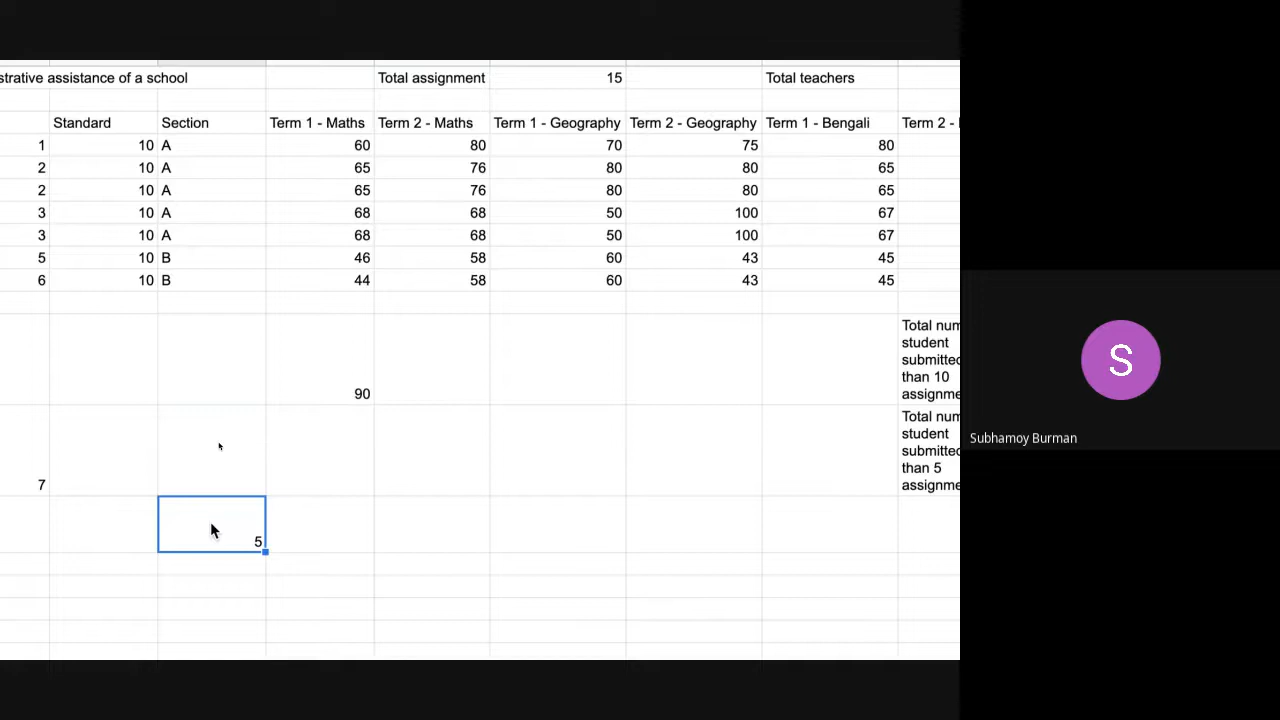 strative assistance of a school Total assignment 15 Total teachers
Standard Section Term 1 - Maths Term 2 - Maths Term 1 - Geography Term 2 - Geography Term 1 - Bengali Term 2 -
1 10 A 60 80 70 75 80
2 10 A 65 76 80 80 65
2 10 A 65 76 80 80 65
3 10 A 68 68 50 100 67
3 10 A 68 68 50 100 67
5 10 B 46 58 60 43 45
6 10 B 44 58 60 43 45
Total num
student
submitted
than 10
90 assignme
Total num
student
submitted
than 5
7 assignme
5
S
Subhamoy Burman